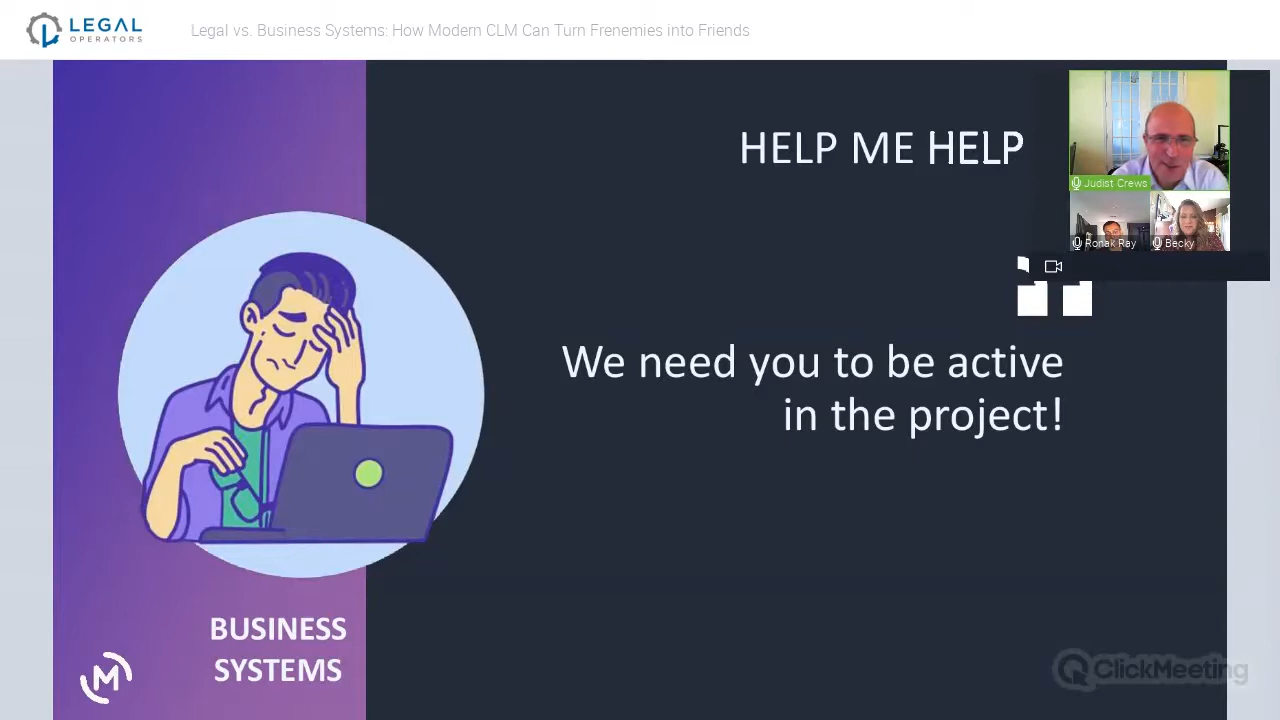 LEGAL
OPERATORS
Legal vs. Business Systems: How Modern CLM Can Turn Frenemies into Friends
HELP ME HELP
Judist Crews
Ronak Ray
Becky
We need you to be active
in the project!
BUSINESS
SYSTEMS
M
ClickMeeting